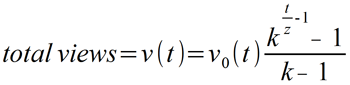 total views = v(t) = v₀(t) (k^(t/z - 1) - 1)/(k - 1)